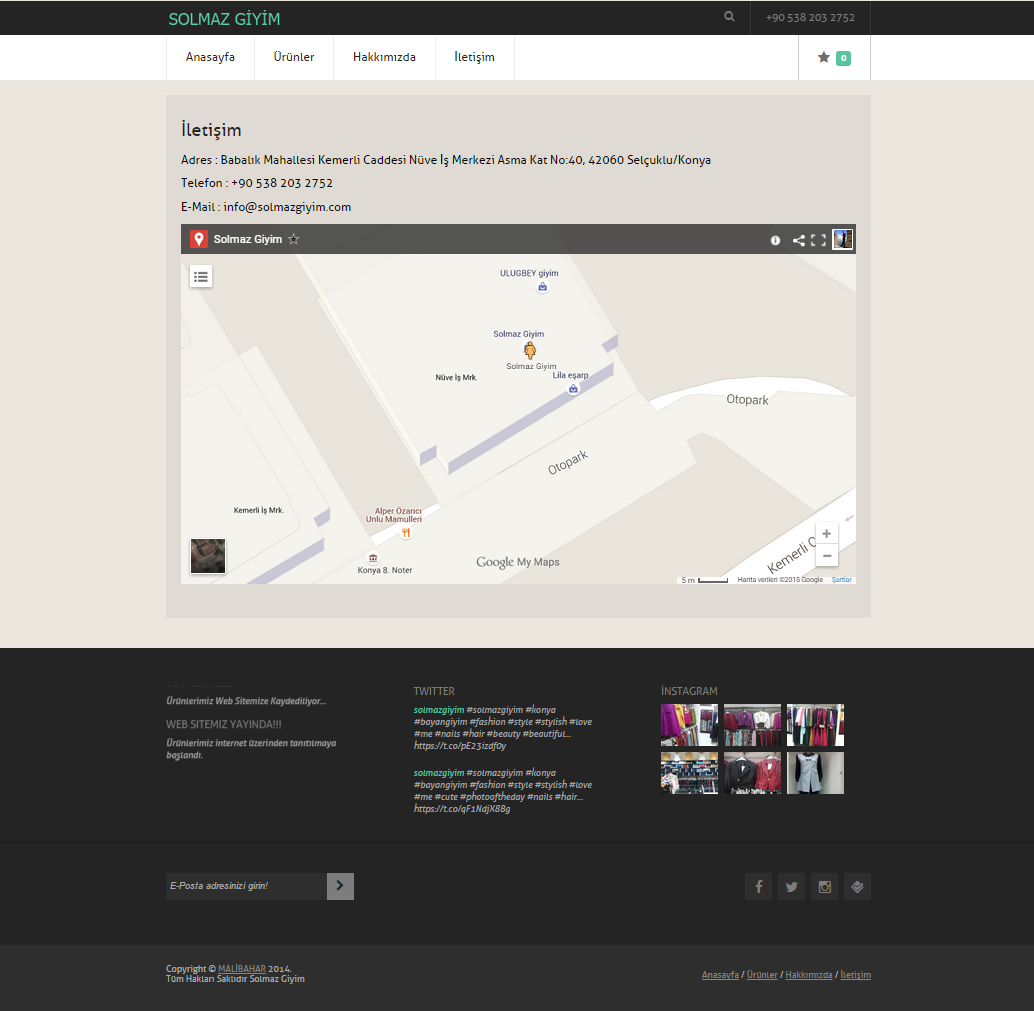 SOLMAZ GİYİM
+90 538 203 2752
Anasayfa
Ürünler
Hakkımızda
İletişim
0
İletişim
Adres : Babalık Mahallesi Kemerli Caddesi Nüve İş Merkezi Asma Kat No:40, 42060 Selçuklu/Konya
Telefon : +90 538 203 2752
E-Mail : info@solmazgiyim.com
Solmaz Giyim
ULUGBEY giyim
Solmaz Giyim
Solmaz Giyim
Lila eşarp
Nüve İş Mrk.
Otopark
Otopark
Kemerli İş Mrk.
Alper Özarıcı
Unlu Mamulleri
Konya 8. Noter
Google My Maps
Kemerli C
5 m
Harita verileri ©2015 Google
Şartlar
Ürünlerimiz Web Sitemize Kaydediliyor...
WEB SITEMIZ YAYINDA!!!
Ürünlerimiz internet üzerinden tanıtılmaya
başlandı.
TWITTER
solmazgiyim #solmazgiyim #konya
#bayangiyim #fashion #style #stylish #love
#me #nails #hair #beauty #beautiful...
https://t.co/pE23izdf0y
solmazgiyim #solmazgiyim #konya
#bayangiyim #fashion #style #stylish #love
#me #cute #photooftheday #nails #hair...
https://t.co/qF1NdjX8Bg
İNSTAGRAM
E-Posta adresinizi girin!
Copyright © MALİBAHAR 2014.
Tüm Hakları Saklıdır Solmaz Giyim
Anasayfa / Ürünler / Hakkımızda / İletişim